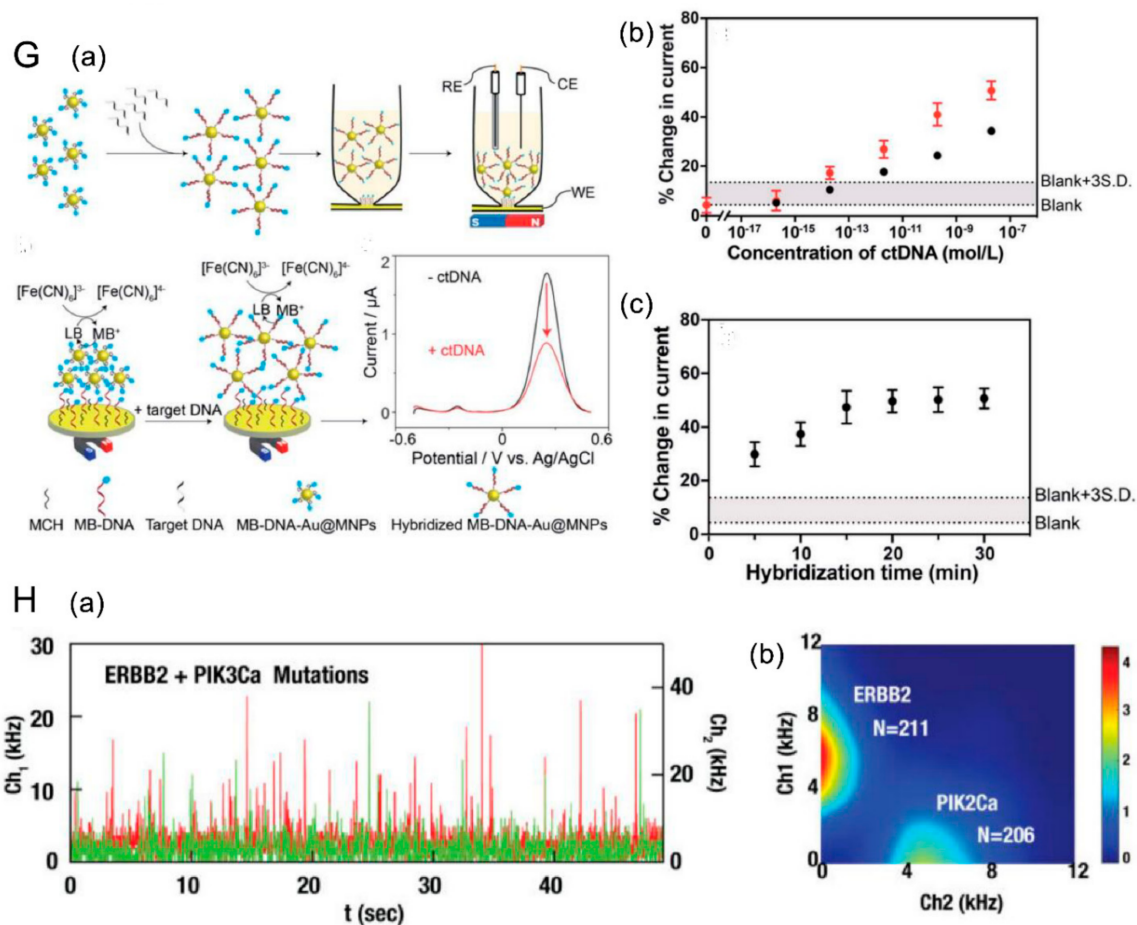 G (a)
RE
CE
WE
[Fe(CN)₆]³⁻ [Fe(CN)₆]⁴⁻
LB MB⁺
+ target DNA
[Fe(CN)₆]³⁻ [Fe(CN)₆]⁴⁻
LB MB⁺
Current / μA
2
1
0
- ctDNA
+ ctDNA
-0.6 0 0.6
Potential / V vs. Ag/AgCl
MCH MB-DNA Target DNA MB-DNA-Au@MNPs Hybridized MB-DNA-Au@MNPs
(b)
% Change in current
80
60
40
20
0
Blank+3S.D.
Blank
0 10⁻¹⁷ 10⁻¹⁵ 10⁻¹³ 10⁻¹¹ 10⁻⁹ 10⁻⁷
Concentration of ctDNA (mol/L)
(c)
% Change in current
80
60
40
20
0
Blank+3S.D.
Blank
0 10 20 30
Hybridization time (min)
H (a)
ERBB2 + PIK3Ca Mutations
Ch₁ (kHz)
30
20
10
0
Ch₂ (kHz)
40
20
0
0 10 20 30 40
t (sec)
(b)
Ch1 (kHz)
12
8
4
0
ERBB2
N=211
PIK2Ca
N=206
0 4 8 12
Ch2 (kHz)
4
3
2
1
0
S N